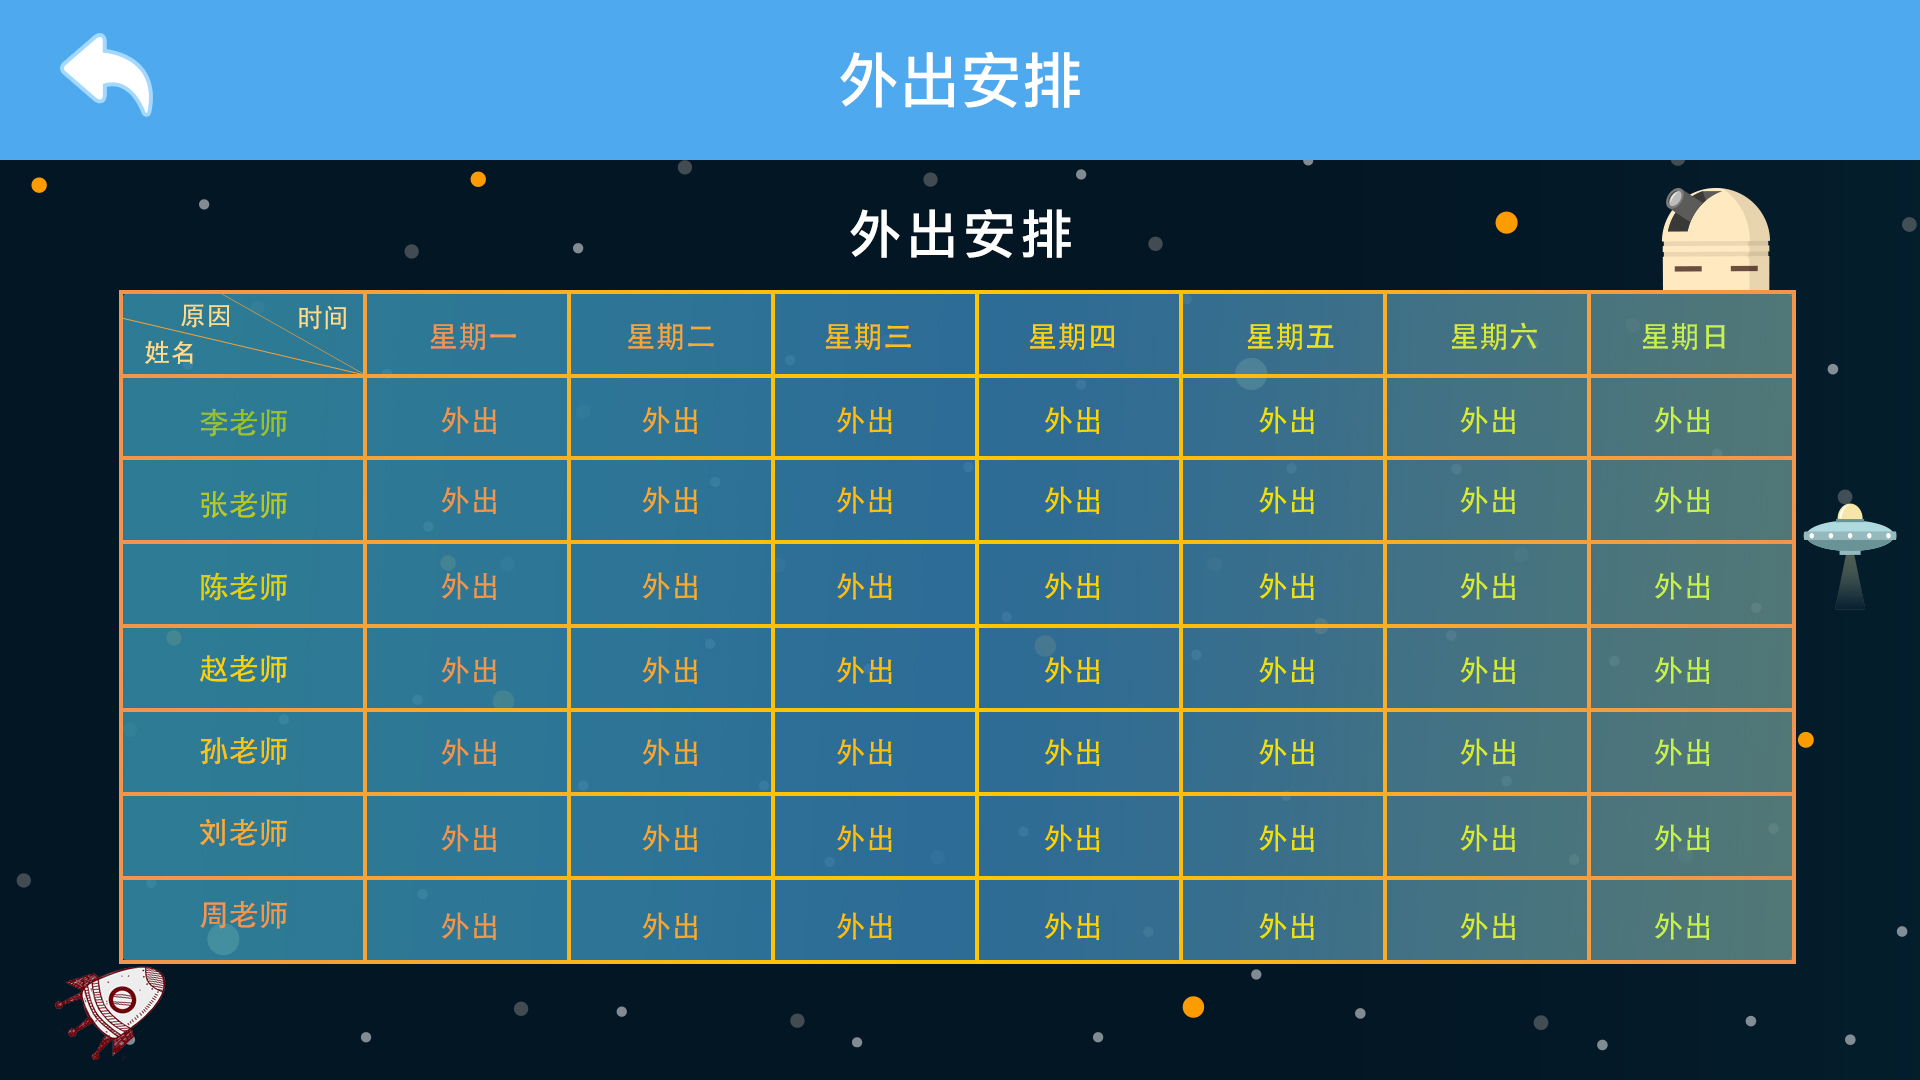 外出安排
外出安排
原因 时间
姓名
星期一 星期二 星期三 星期四 星期五 星期六 星期日
李老师 外出 外出 外出 外出 外出 外出 外出
张老师 外出 外出 外出 外出 外出 外出 外出
陈老师 外出 外出 外出 外出 外出 外出 外出
赵老师 外出 外出 外出 外出 外出 外出 外出
孙老师 外出 外出 外出 外出 外出 外出 外出
刘老师 外出 外出 外出 外出 外出 外出 外出
周老师 外出 外出 外出 外出 外出 外出 外出